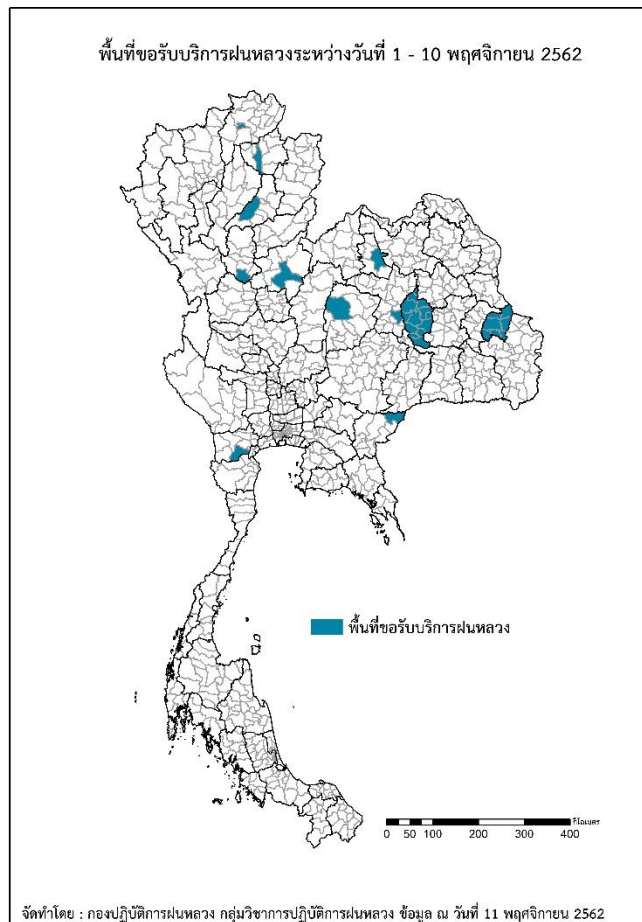 พื้นที่ขอรับบริการฝนหลวงระหว่างวันที่ 1 - 10 พฤศจิกายน 2562
พื้นที่ขอรับบริการฝนหลวง
กิโลเมตร
0 25 50 100 200 300 400
จัดทำโดย : กองปฏิบัติการฝนหลวง กลุ่มวิชาการปฏิบัติการฝนหลวง ข้อมูล ณ วันที่ 11 พฤศจิกายน 2562